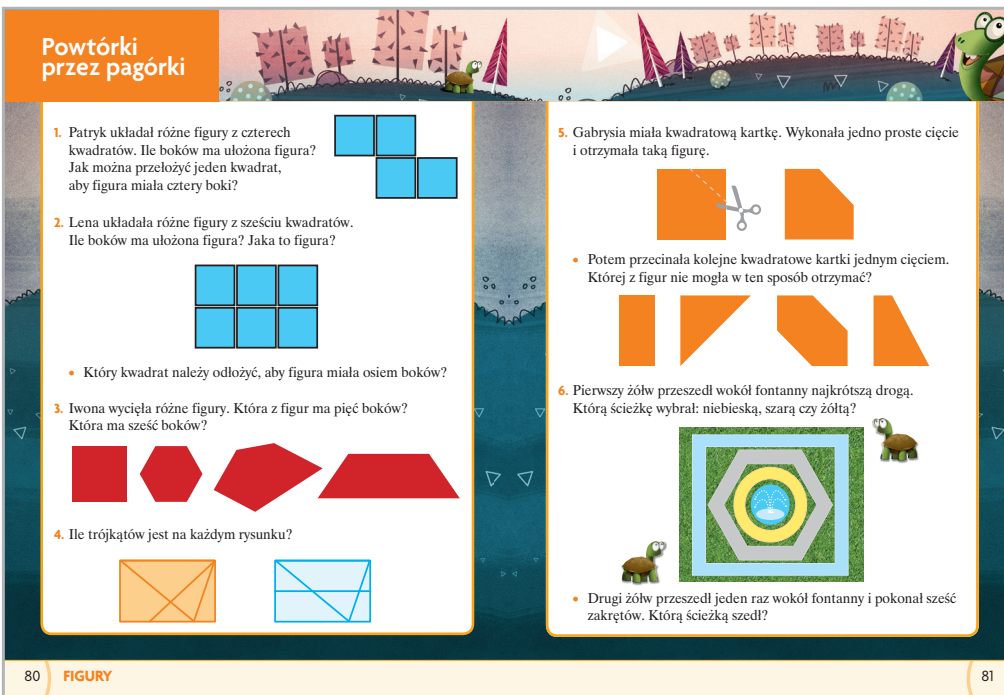 Powtórki
przez pagórki
1. Patryk układał różne figury z czterech
kwadratów. Ile boków ma ułożona figura?
Jak można przełożyć jeden kwadrat,
aby figura miała cztery boki?
2. Lena układała różne figury z sześciu kwadratów.
Ile boków ma ułożona figura? Jaka to figura?
• Który kwadrat należy odłożyć, aby figura miała osiem boków?
3. Iwona wycięła różne figury. Która z figur ma pięć boków?
Która ma sześć boków?
4. Ile trójkątów jest na każdym rysunku?
80 FIGURY
5. Gabrysia miała kwadratową kartkę. Wykonała jedno proste cięcie
i otrzymała taką figurę.
• Potem przecinała kolejne kwadratowe kartki jednym cięciem.
Której z figur nie mogła w ten sposób otrzymać?
6. Pierwszy żółw przeszedł wokół fontanny najkrótszą drogą.
Którą ścieżkę wybrał: niebieską, szarą czy żółtą?
• Drugi żółw przeszedł jeden raz wokół fontanny i pokonał sześć
zakrętów. Którą ścieżką szedł?
81